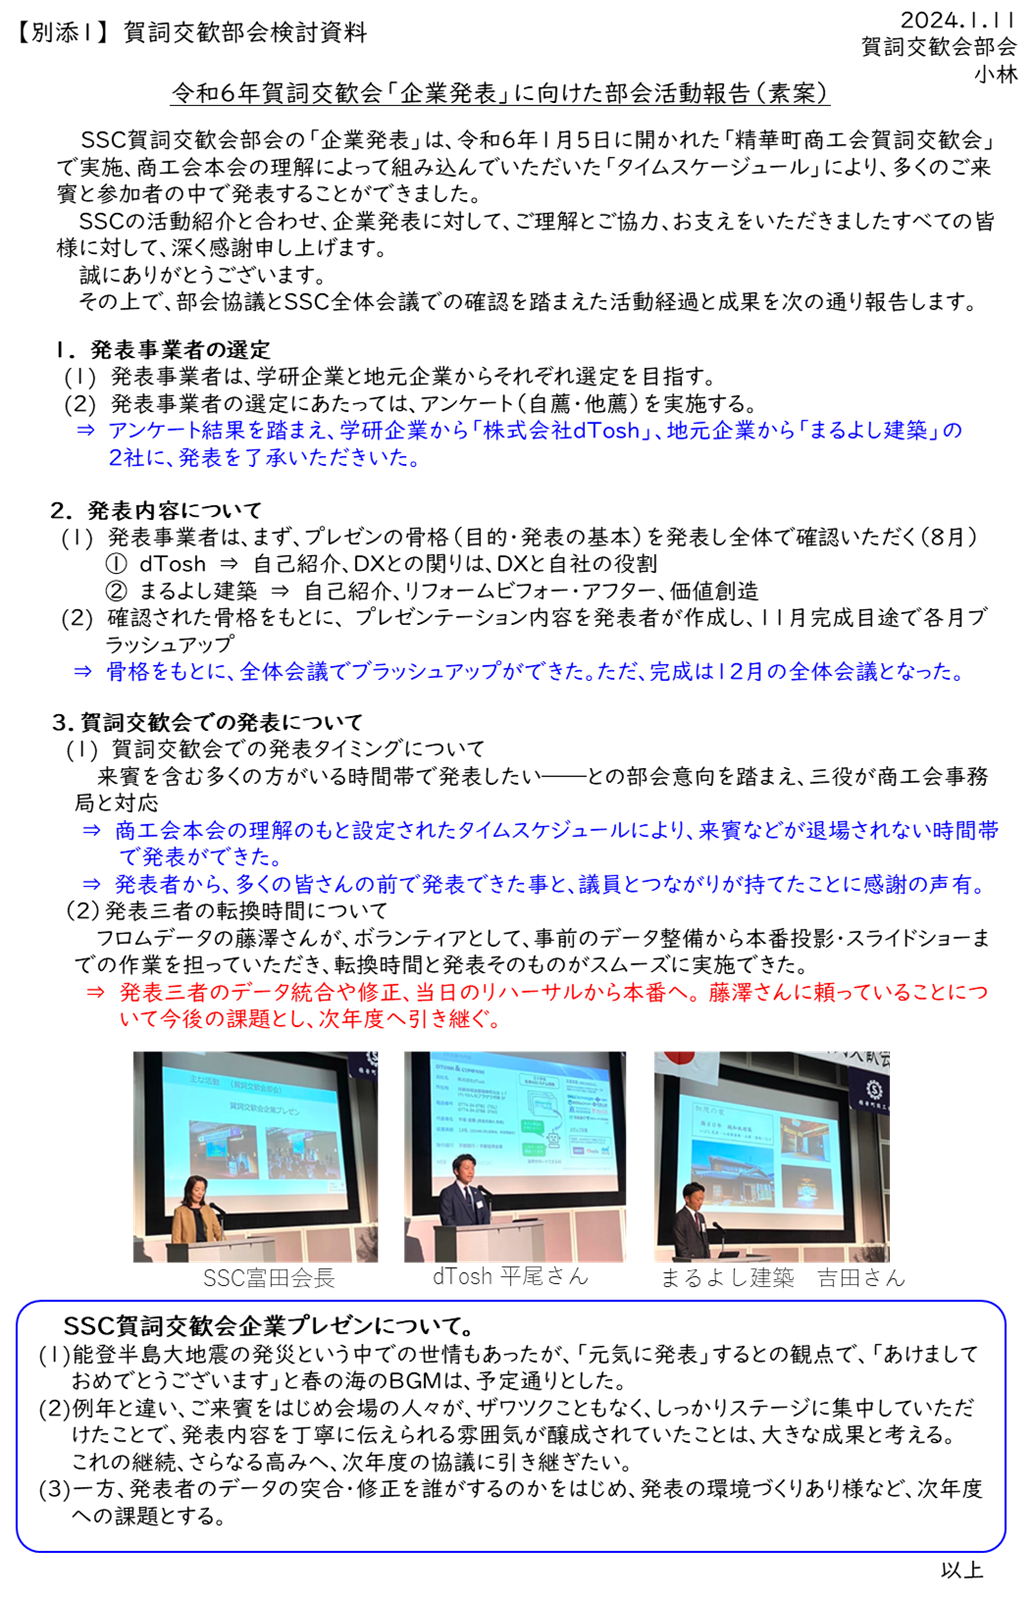 【別添1】 賀詞交歓部会検討資料
2024.1.11
賀詞交歓会部会
小林
令和6年賀詞交歓会「企業発表」に向けた部会活動報告(素案)
SSC賀詞交歓会部会の「企業発表」は、令和6年1月5日に開かれた「精華町商工会賀詞交歓会」
で実施、商工会本会の理解によって組み込んでいただいた「タイムスケージュール」により、多くのご来
賓と参加者の中で発表することができました。
SSCの活動紹介と合わせ、企業発表に対して、ご理解とご協力、お支えをいただきましたすべての皆
様に対して、深く感謝申し上げます。
誠にありがとうございます。
その上で、部会協議とSSC全体会議での確認を踏まえた活動経過と成果を次の通り報告します。
1. 発表事業者の選定
(1) 発表事業者は、学研企業と地元企業からそれぞれ選定を目指す。
(2) 発表事業者の選定にあたっては、アンケート(自薦・他薦)を実施する。
⇒ アンケート結果を踏まえ、学研企業から「株式会社dTosh」、地元企業から「まるよし建築」の
2社に、発表を了承いただきいた。
2. 発表内容について
(1) 発表事業者は、まず、プレゼンの骨格(目的・発表の基本)を発表し全体で確認いただく(8月)
① dTosh ⇒ 自己紹介、DXとの関りは、DXと自社の役割
② まるよし建築 ⇒ 自己紹介、リフォームビフォー・アフター、価値創造
(2) 確認された骨格をもとに、プレゼンテーション内容を発表者が作成し、11月完成目途で各月ブ
ラッシュアップ
⇒ 骨格をもとに、全体会議でブラッシュアップができた。ただ、完成は12月の全体会議となった。
3.賀詞交歓会での発表について
(1) 賀詞交歓会での発表タイミングについて
来賓を含む多くの方がいる時間帯で発表したい――との部会意向を踏まえ、三役が商工会事務
局と対応
⇒ 商工会本会の理解のもと設定されたタイムスケジュールにより、来賓などが退場されない時間帯
で発表ができた。
⇒ 発表者から、多くの皆さんの前で発表できた事と、議員とつながりが持てたことに感謝の声有。
(2)発表三者の転換時間について
フロムデータの藤澤さんが、ボランティアとして、事前のデータ整備から本番投影・スライドショーま
での作業を担っていただき、転換時間と発表そのものがスムーズに実施できた。
⇒ 発表三者のデータ統合や修正、当日のリハーサルから本番へ。藤澤さんに頼っていることにつ
いて今後の課題とし、次年度へ引き継ぐ。
主な活動 (賀詞交歓会部会)
賀詞交歓会企業プレゼン
DTOSH & COMPANY
SSC富田会長
dTosh 平尾さん
まるよし建築 吉田さん
SSC賀詞交歓会企業プレゼンについて。
(1)能登半島大地震の発災という中での世情もあったが、「元気に発表」するとの観点で、「あけまして
おめでとうございます」と春の海のBGMは、予定通りとした。
(2)例年と違い、ご来賓をはじめ会場の人々が、ザワツクこともなく、しっかりステージに集中していただ
けたことで、発表内容を丁寧に伝えられる雰囲気が醸成されていたことは、大きな成果と考える。
これの継続、さらなる高みへ、次年度の協議に引き継ぎたい。
(3)一方、発表者のデータの突合・修正を誰がするのかをはじめ、発表の環境づくりあり様など、次年度
への課題とする。
以上